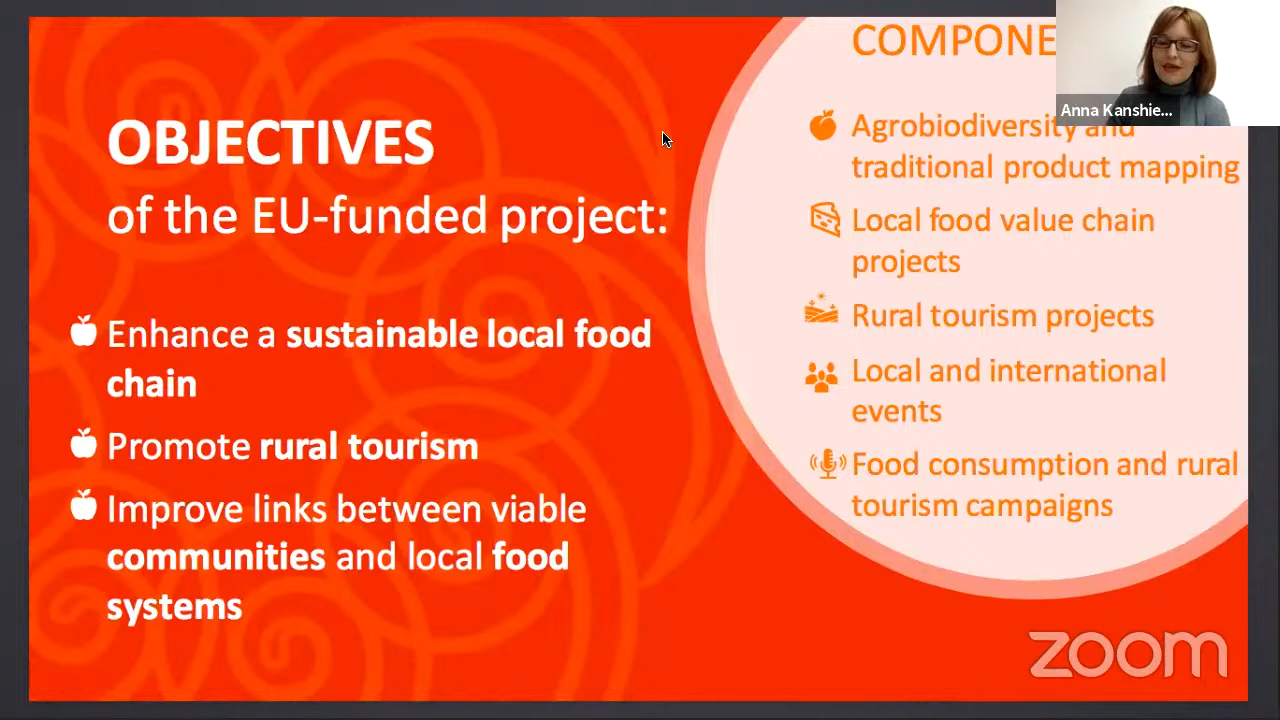 OBJECTIVES
of the EU-funded project:
Enhance a sustainable local food
chain
Promote rural tourism
Improve links between viable
communities and local food
systems
COMPONE
Agrobiodiversity and
traditional product mapping
Local food value chain
projects
Rural tourism projects
Local and international
events
Food consumption and rural
tourism campaigns
Anna Kanshie...
zoom